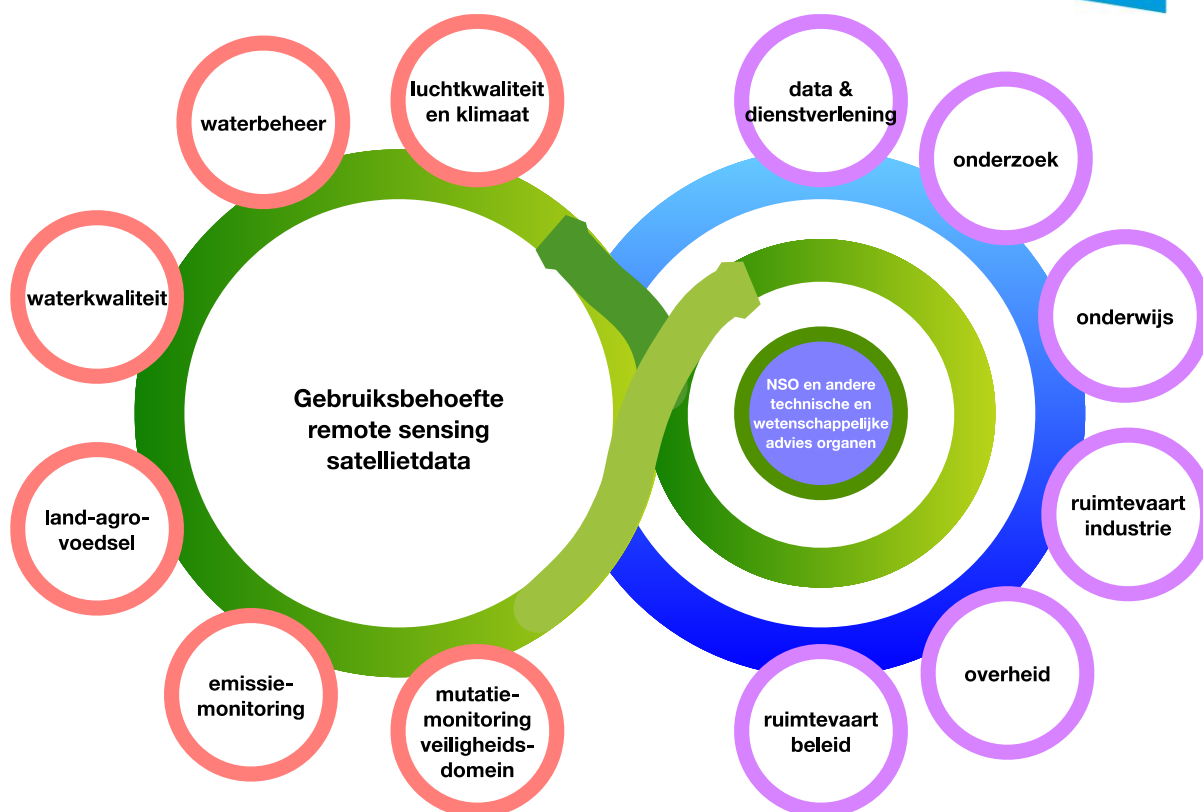 luchtkwaliteit
en klimaat
waterbeheer
waterkwaliteit
land-agro-
voedsel
emissie-
monitoring
mutatie-
monitoring
veiligheids-
domein
Gebruiksbehoefte
remote sensing
satellietdata
NSO en andere
technische en
wetenschappelijke
advies organen
data &
dienstverlening
onderzoek
onderwijs
ruimtevaart
industrie
overheid
ruimtevaart
beleid